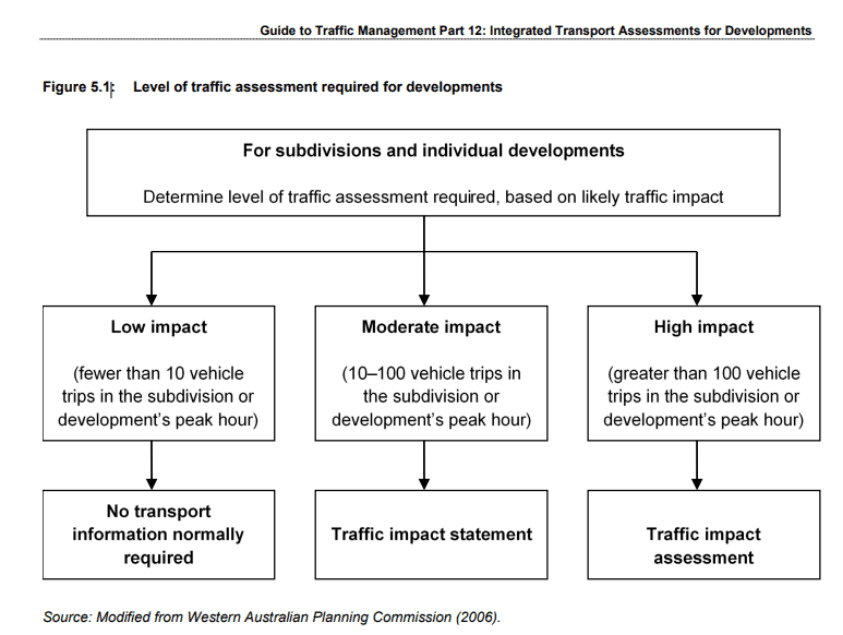 Guide to Traffic Management Part 12: Integrated Transport Assessments for Developments
Figure 5.1: Level of traffic assessment required for developments
For subdivisions and individual developments
Determine level of traffic assessment required, based on likely traffic impact
Low impact
(fewer than 10 vehicle
trips in the subdivision or
development's peak hour)
Moderate impact
(10–100 vehicle trips in
the subdivision or
development's peak hour)
High impact
(greater than 100 vehicle
trips in the subdivision or
development's peak hour)
No transport
information normally
required
Traffic impact statement
Traffic impact
assessment
Source: Modified from Western Australian Planning Commission (2006).